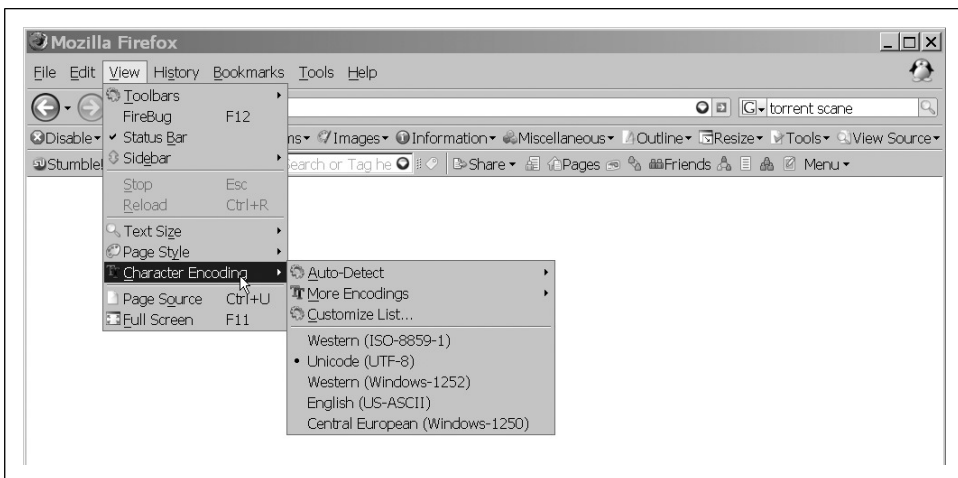 Mozilla Firefox
File Edit View History Bookmarks Tools Help
Toolbars
torrent scane
FireBug F12
Disable Status Bar ms Images Information Miscellaneous Outline Resize Tools View Source
Sidebar
Search or Tag he Share Pages Friends Menu
Stop Esc
Reload Ctrl+R
Text Size
Page Style
Character Encoding Auto-Detect
Page Source Ctrl+U More Encodings
Full Screen F11 Customize List...
Western (ISO-8859-1)
Unicode (UTF-8)
Western (Windows-1252)
English (US-ASCII)
Central European (Windows-1250)